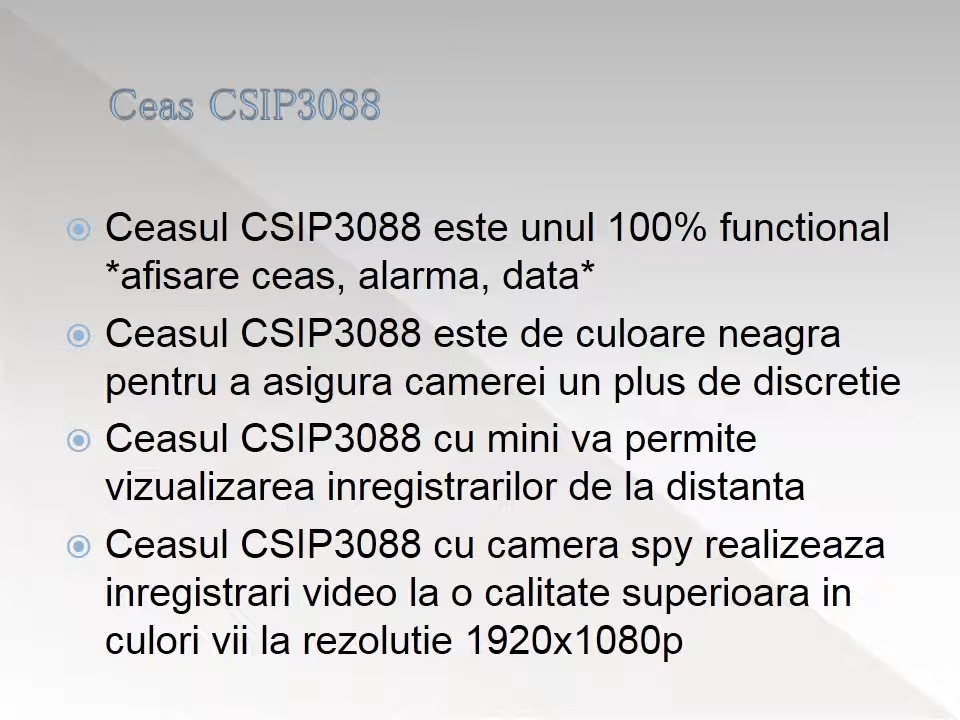 Ceas CSIP3088
Ceasul CSIP3088 este unul 100% functional
*afisare ceas, alarma, data*
Ceasul CSIP3088 este de culoare neagra
pentru a asigura camerei un plus de discretie
Ceasul CSIP3088 cu mini va permite
vizualizarea inregistrarilor de la distanta
Ceasul CSIP3088 cu camera spy realizeaza
inregistrari video la o calitate superioara in
culori vii la rezolutie 1920x1080p